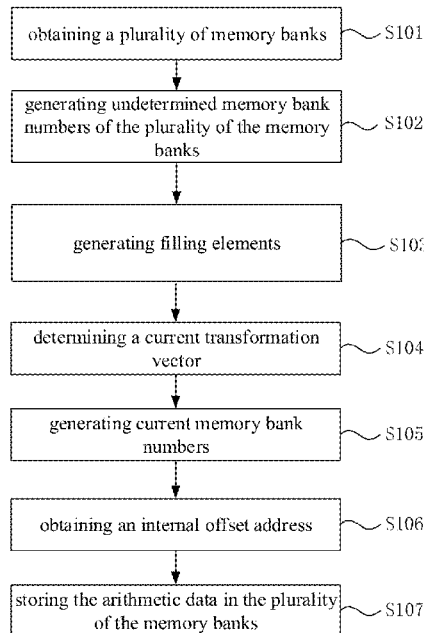 obtaining a plurality of memory banks
S101
generating undetermined memory bank
numbers of the plurality of the memory
banks
S102
generating filling elements
S103
determining a current transformation
vector
S104
generating current memory bank
numbers
S105
obtaining an internal offset address
S106
storing the arithmetic data in the plurality
of the memory banks
S107